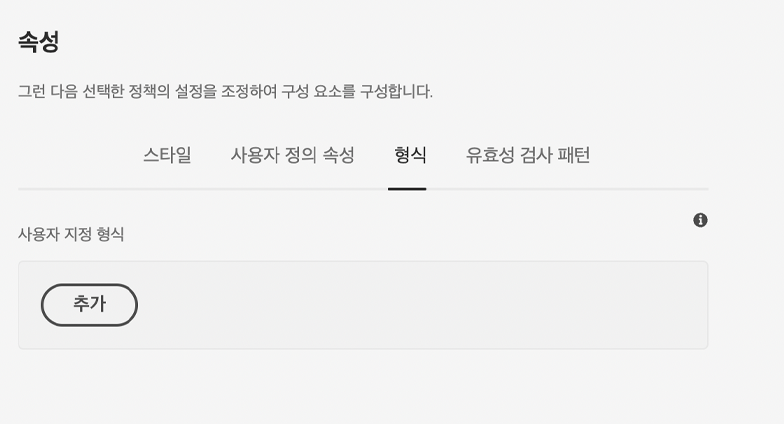 속성
그런 다음 선택한 정책의 설정을 조정하여 구성 요소를 구성합니다.
스타일 사용자 정의 속성 형식 유효성 검사 패턴
사용자 지정 형식
추가